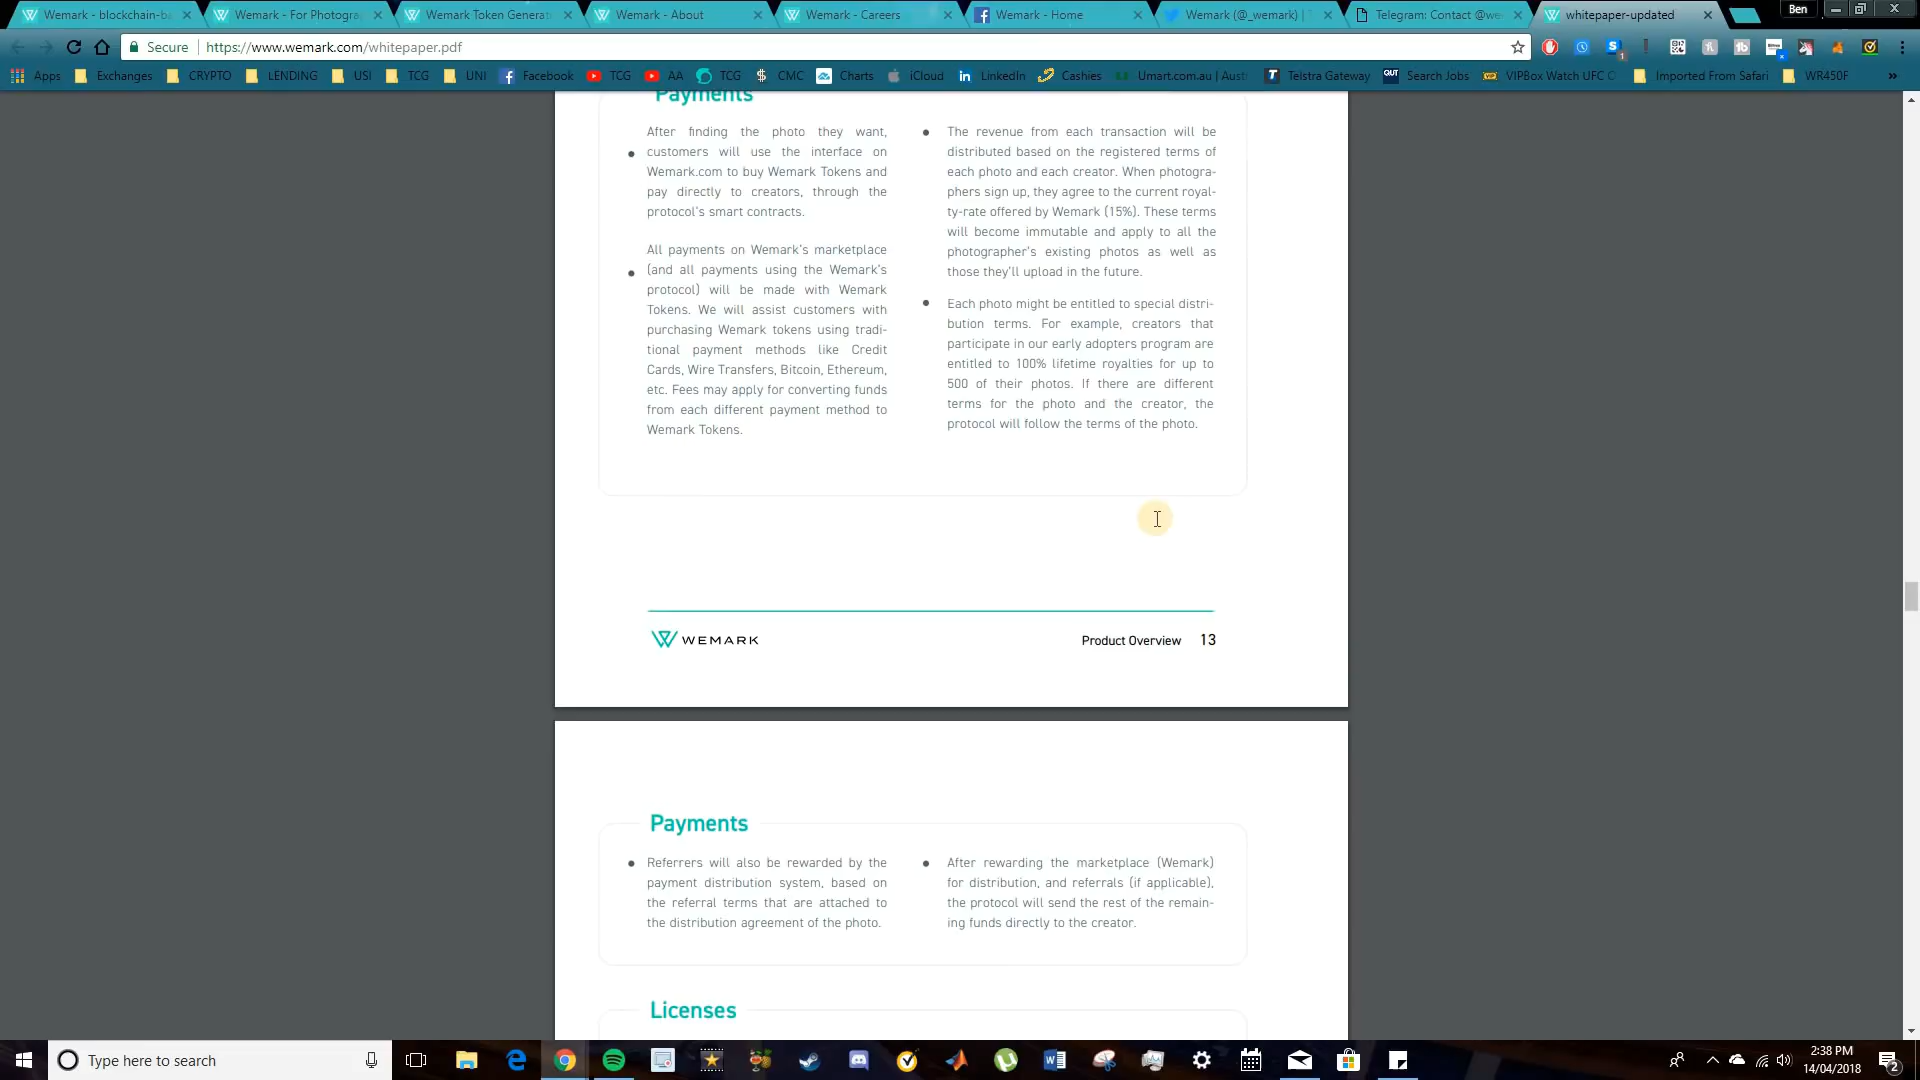 Wemark - blockchain-ba
Wemark - For Photogra
Wemark Token Generat
Wemark - About
Wemark - Careers
Wemark - Home
Wemark (@_wemark) | T
Telegram: Contact @we
whitepaper-updated
Ben
Secure
https://www.wemark.com/whitepaper.pdf
Apps
Exchanges
CRYPTO
LENDING
USI
TCG
UNI
Facebook
TCG
AA
TCG
CMC
Charts
iCloud
LinkedIn
Cashies
Umart.com.au | Aust
Telstra Gateway
Search Jobs
VIPBox Watch UFC O
Imported From Safari
WR450F
Payments
After finding the photo they want,
customers will use the interface on
Wemark.com to buy Wemark Tokens and
pay directly to creators, through the
protocol's smart contracts.
All payments on Wemark's marketplace
(and all payments using the Wemark's
protocol) will be made with Wemark
Tokens. We will assist customers with
purchasing Wemark tokens using tradi-
tional payment methods like Credit
Cards, Wire Transfers, Bitcoin, Ethereum,
etc. Fees may apply for converting funds
from each different payment method to
Wemark Tokens.
The revenue from each transaction will be
distributed based on the registered terms of
each photo and each creator. When photogra-
phers sign up, they agree to the current royal-
ty-rate offered by Wemark (15%). These terms
will become immutable and apply to all the
photographer's existing photos as well as
those they'll upload in the future.
Each photo might be entitled to special distri-
bution terms. For example, creators that
participate in our early adopters program are
entitled to 100% lifetime royalties for up to
500 of their photos. If there are different
terms for the photo and the creator, the
protocol will follow the terms of the photo.
WEMARK
Product Overview 13
Payments
Referrers will also be rewarded by the
payment distribution system, based on
the referral terms that are attached to
the distribution agreement of the photo.
After rewarding the marketplace (Wemark)
for distribution, and referrals (if applicable),
the protocol will send the rest of the remain-
ing funds directly to the creator.
Licenses
Type here to search
2:38 PM
14/04/2018
2